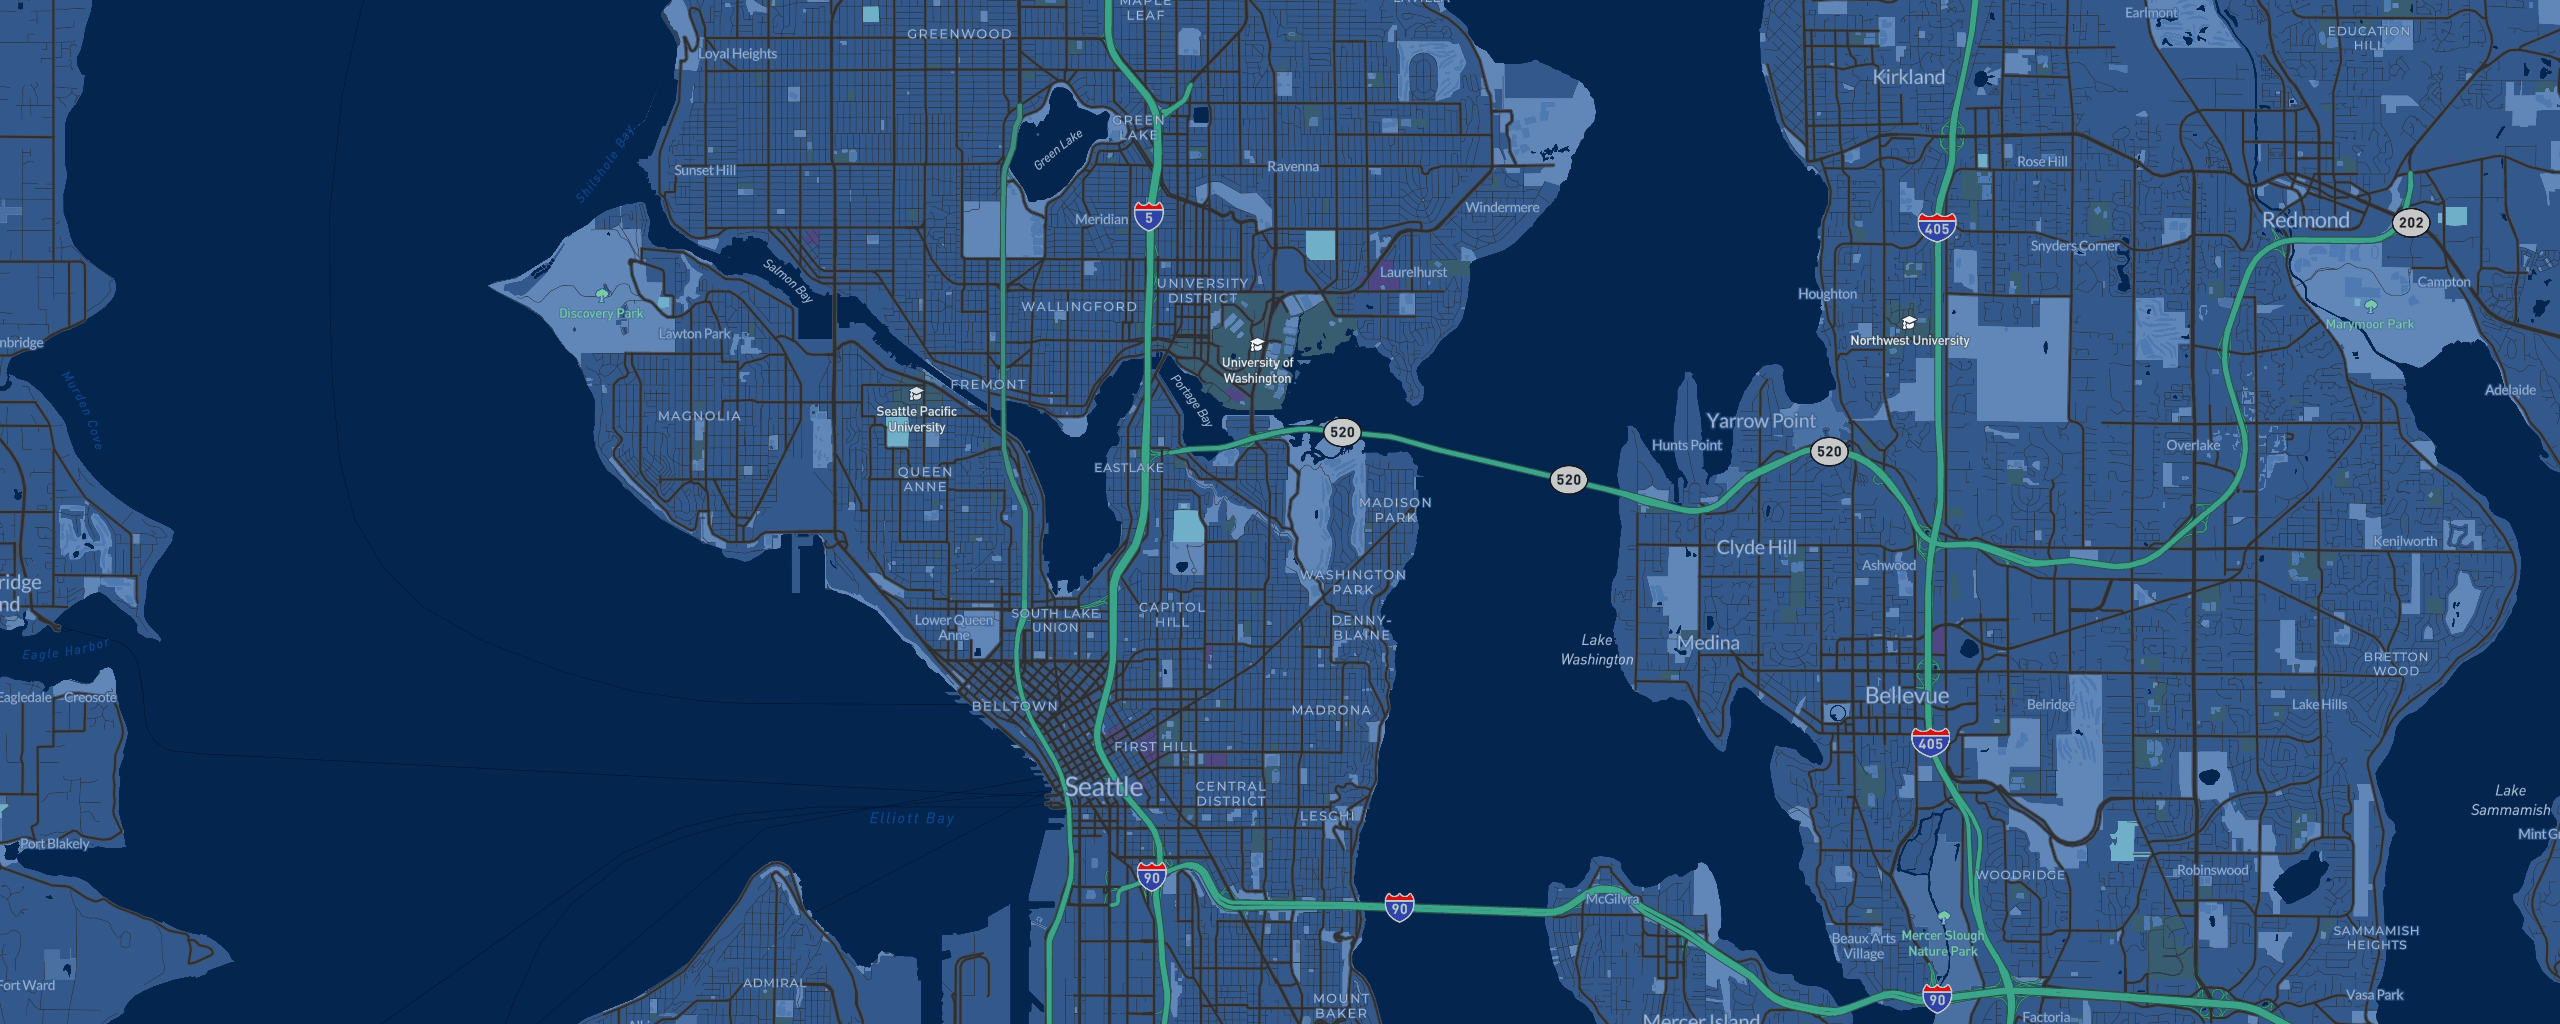 MAPLE
LEAF
GREENWOOD
Loyal Heights
Earlmont
EDUCATION
HILL
Kirkland
GREEN
LAKE
Green Lake
Shilshole Bay
Sunset Hill
Ravenna
Rose Hill
Windermere
Meridian
5
405
Redmond
202
Snyders Corner
Salmon Bay
Laurelhurst
UNIVERSITY
DISTRICT
WALLINGFORD
Houghton
Campton
Discovery Park
Lawton Park
Marymoor Park
Northwest University
University of
Washington
Murden Cove
FREMONT
Portage Bay
Seattle Pacific
University
MAGNOLIA
Adelaide
Yarrow Point
520
Hunts Point
520
Overlake
EASTLAKE
QUEEN
ANNE
520
MADISON
PARK
Clyde Hill
Kenilworth
Ashwood
WASHINGTON
PARK
CAPITOL
HILL
SOUTH LAKE
UNION
Lower Queen
Anne
DENNY-
BLAINE
Lake
Washington
Medina
Eagle Harbor
BRETTON
WOOD
Eagledale
Creosote
Bellevue
BELLTOWN
MADRONA
Belridge
Lake Hills
FIRST HILL
405
Seattle
CENTRAL
DISTRICT
Lake
Sammamish
Elliott Bay
LESCHI
Port Blakely
90
WOODRIDGE
Robinswood
McGilvra
90
Beaux Arts
Village
Mercer Slough
Nature Park
SAMMAMISH
HEIGHTS
ADMIRAL
Fort Ward
MOUNT
BAKER
90
Vasa Park
Mercer Island
Factoria